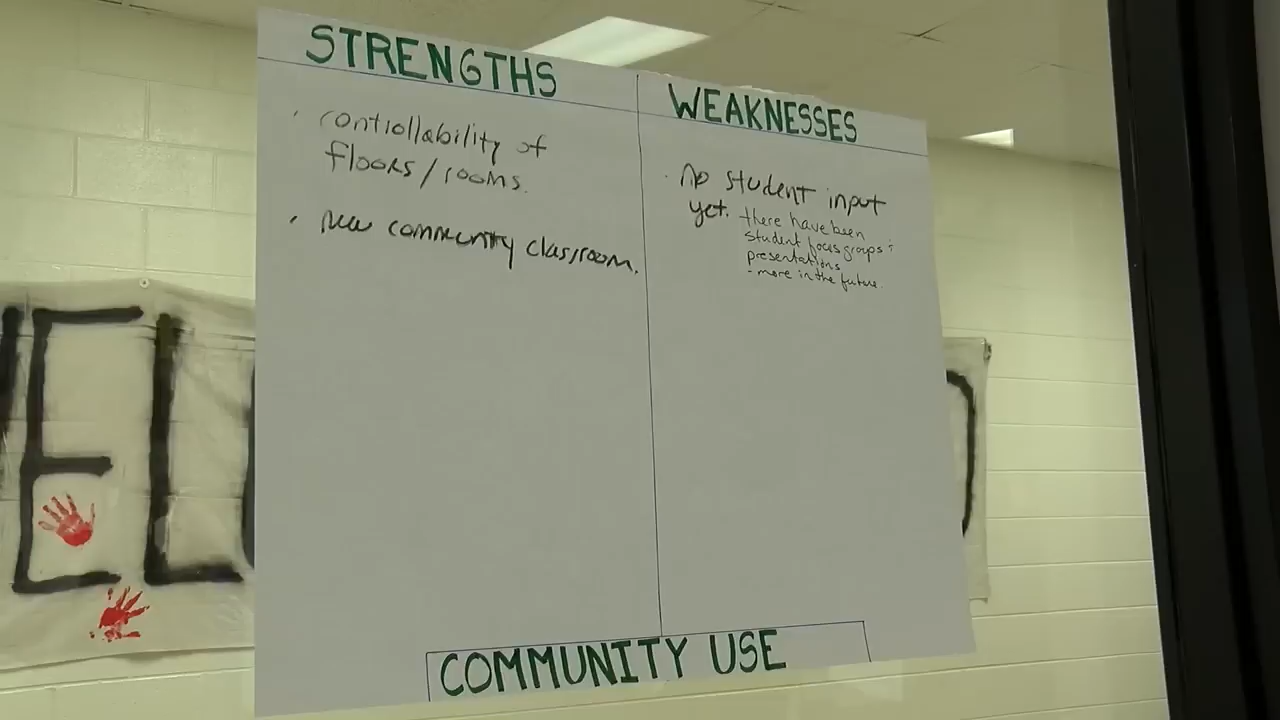 STRENGTHS
· controllability of
floors/rooms.
· new community classroom.
WEAKNESSES
· no student input
yet.
there have been
student focus groups &
presentations
- more in the future.
COMMUNITY USE
EL